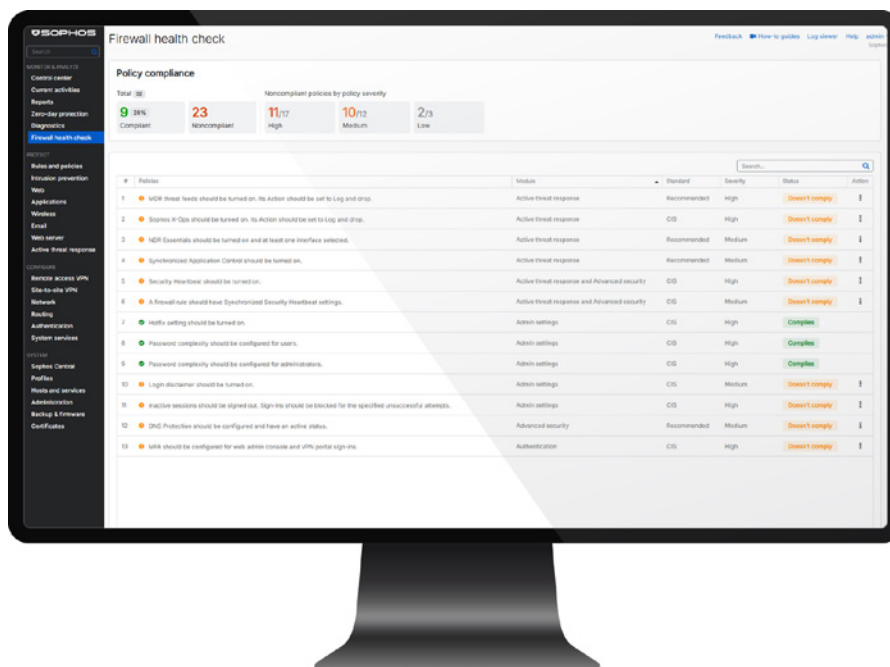 SOPHOS
Firewall health check
Feedback How-to guides Log viewer Help admin
Sophos
Search
MONITOR & ANALYZE
Control center
Current activities
Reports
Zero-day protection
Diagnostics
Firewall health check
PROTECT
Rules and policies
Intrusion prevention
Web
Applications
Wireless
Email
Web server
Active threat response
CONFIGURE
Remote access VPN
Site-to-site VPN
Network
Routing
Authentication
System services
SYSTEM
Sophos Central
Profiles
Hosts and services
Administration
Backup & firmware
Certificates
Policy compliance
Total 32 Noncompliant policies by policy severity
9 28% 23 11/17 10/12 2/3
Compliant Noncompliant High Medium Low
Search...
# Policies Module Standard Severity Status Action
1 MDR threat feeds should be turned on. Its Action should be set to Log and drop. Active threat response Recommended High Doesn't comply
2 Sophos X-Ops should be turned on. Its Action should be set to Log and drop. Active threat response CIS High Doesn't comply
3 NDR Essentials should be turned on and at least one interface selected. Active threat response Recommended Medium Doesn't comply
4 Synchronized Application Control should be turned on. Active threat response Recommended Medium Doesn't comply
5 Security Heartbeat should be turned on. Active threat response and Advanced security CIS High Doesn't comply
6 A firewall rule should have Synchronized Security Heartbeat settings. Active threat response and Advanced security CIS Medium Doesn't comply
7 Hotfix setting should be turned on. Admin settings CIS High Complies
8 Password complexity should be configured for users. Admin settings CIS High Complies
9 Password complexity should be configured for administrators. Admin settings CIS High Complies
10 Login disclaimer should be turned on. Admin settings CIS Medium Doesn't comply
11 Inactive sessions should be signed out. Sign-ins should be blocked for the specified unsuccessful attempts. Admin settings CIS High Doesn't comply
12 DNS Protection should be configured and have an active status. Advanced security Recommended Medium Doesn't comply
13 MFA should be configured for web admin console and VPN portal sign-ins. Authentication CIS High Doesn't comply